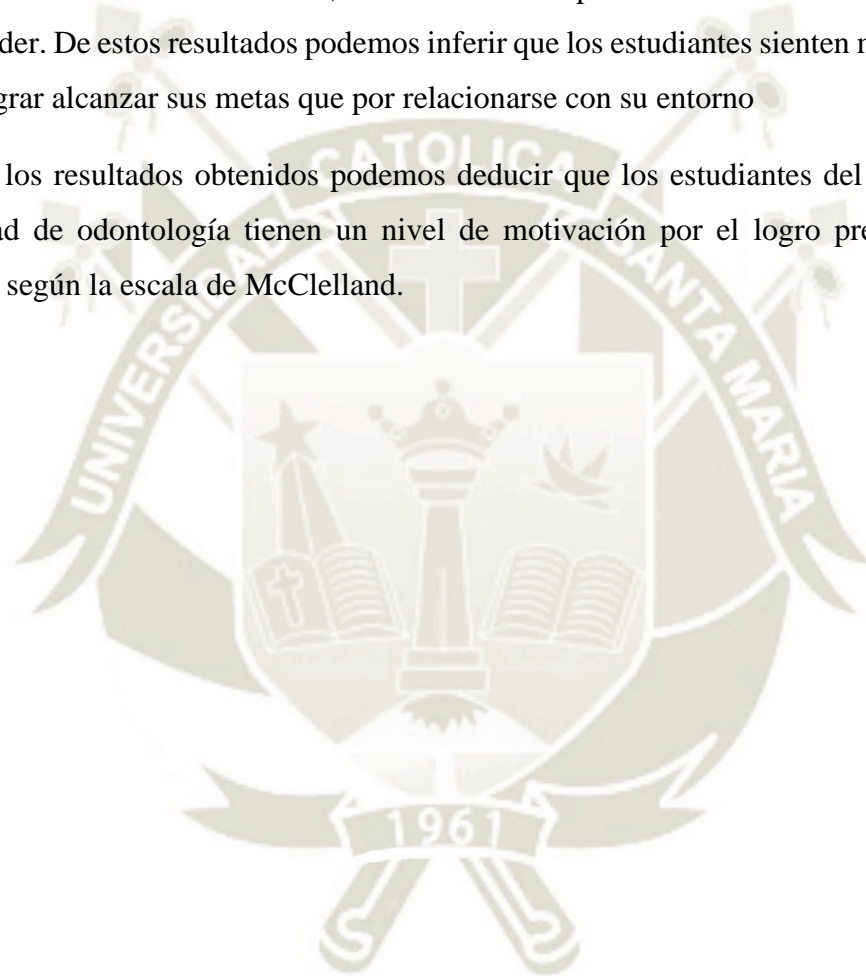 der. De estos resultados podemos inferir que los estudiantes sienten
grar alcanzar sus metas que por relacionarse con su entorno
los resultados obtenidos podemos deducir que los estudiantes del
ad de odontología tienen un nivel de motivación por el logro pre
según la escala de McClelland.
UNIVERSIDAD CATOLICA SANTA MARIA
1961